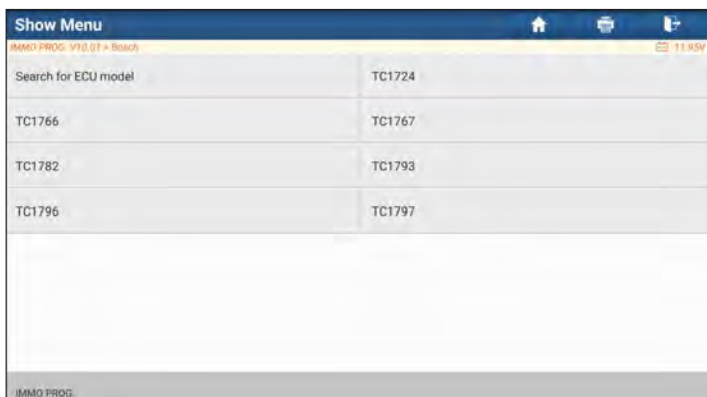 Show Menu
IMMO PROG. V10.01 > Bosch 11.95V
Search for ECU model TC1724
TC1766 TC1767
TC1782 TC1793
TC1796 TC1797
IMMO PROG.